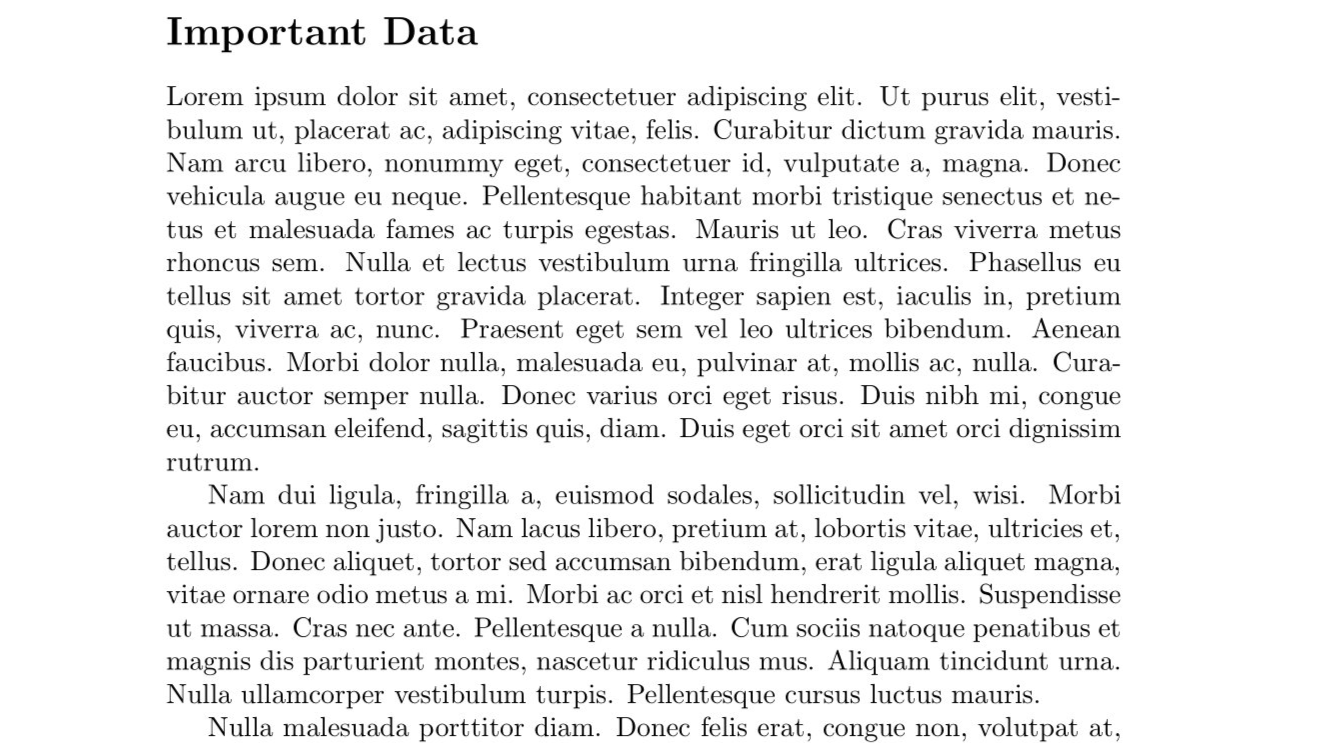 Important Data
Lorem ipsum dolor sit amet, consectetuer adipiscing elit. Ut purus elit, vesti-
bulum ut, placerat ac, adipiscing vitae, felis. Curabitur dictum gravida mauris.
Nam arcu libero, nonummy eget, consectetuer id, vulputate a, magna. Donec
vehicula augue eu neque. Pellentesque habitant morbi tristique senectus et ne-
tus et malesuada fames ac turpis egestas. Mauris ut leo. Cras viverra metus
rhoncus sem. Nulla et lectus vestibulum urna fringilla ultrices. Phasellus eu
tellus sit amet tortor gravida placerat. Integer sapien est, iaculis in, pretium
quis, viverra ac, nunc. Praesent eget sem vel leo ultrices bibendum. Aenean
faucibus. Morbi dolor nulla, malesuada eu, pulvinar at, mollis ac, nulla. Cura-
bitur auctor semper nulla. Donec varius orci eget risus. Duis nibh mi, congue
eu, accumsan eleifend, sagittis quis, diam. Duis eget orci sit amet orci dignissim
rutrum.
Nam dui ligula, fringilla a, euismod sodales, sollicitudin vel, wisi. Morbi
auctor lorem non justo. Nam lacus libero, pretium at, lobortis vitae, ultricies et,
tellus. Donec aliquet, tortor sed accumsan bibendum, erat ligula aliquet magna,
vitae ornare odio metus a mi. Morbi ac orci et nisl hendrerit mollis. Suspendisse
ut massa. Cras nec ante. Pellentesque a nulla. Cum sociis natoque penatibus et
magnis dis parturient montes, nascetur ridiculus mus. Aliquam tincidunt urna.
Nulla ullamcorper vestibulum turpis. Pellentesque cursus luctus mauris.
Nulla malesuada porttitor diam. Donec felis erat, congue non, volutpat at,